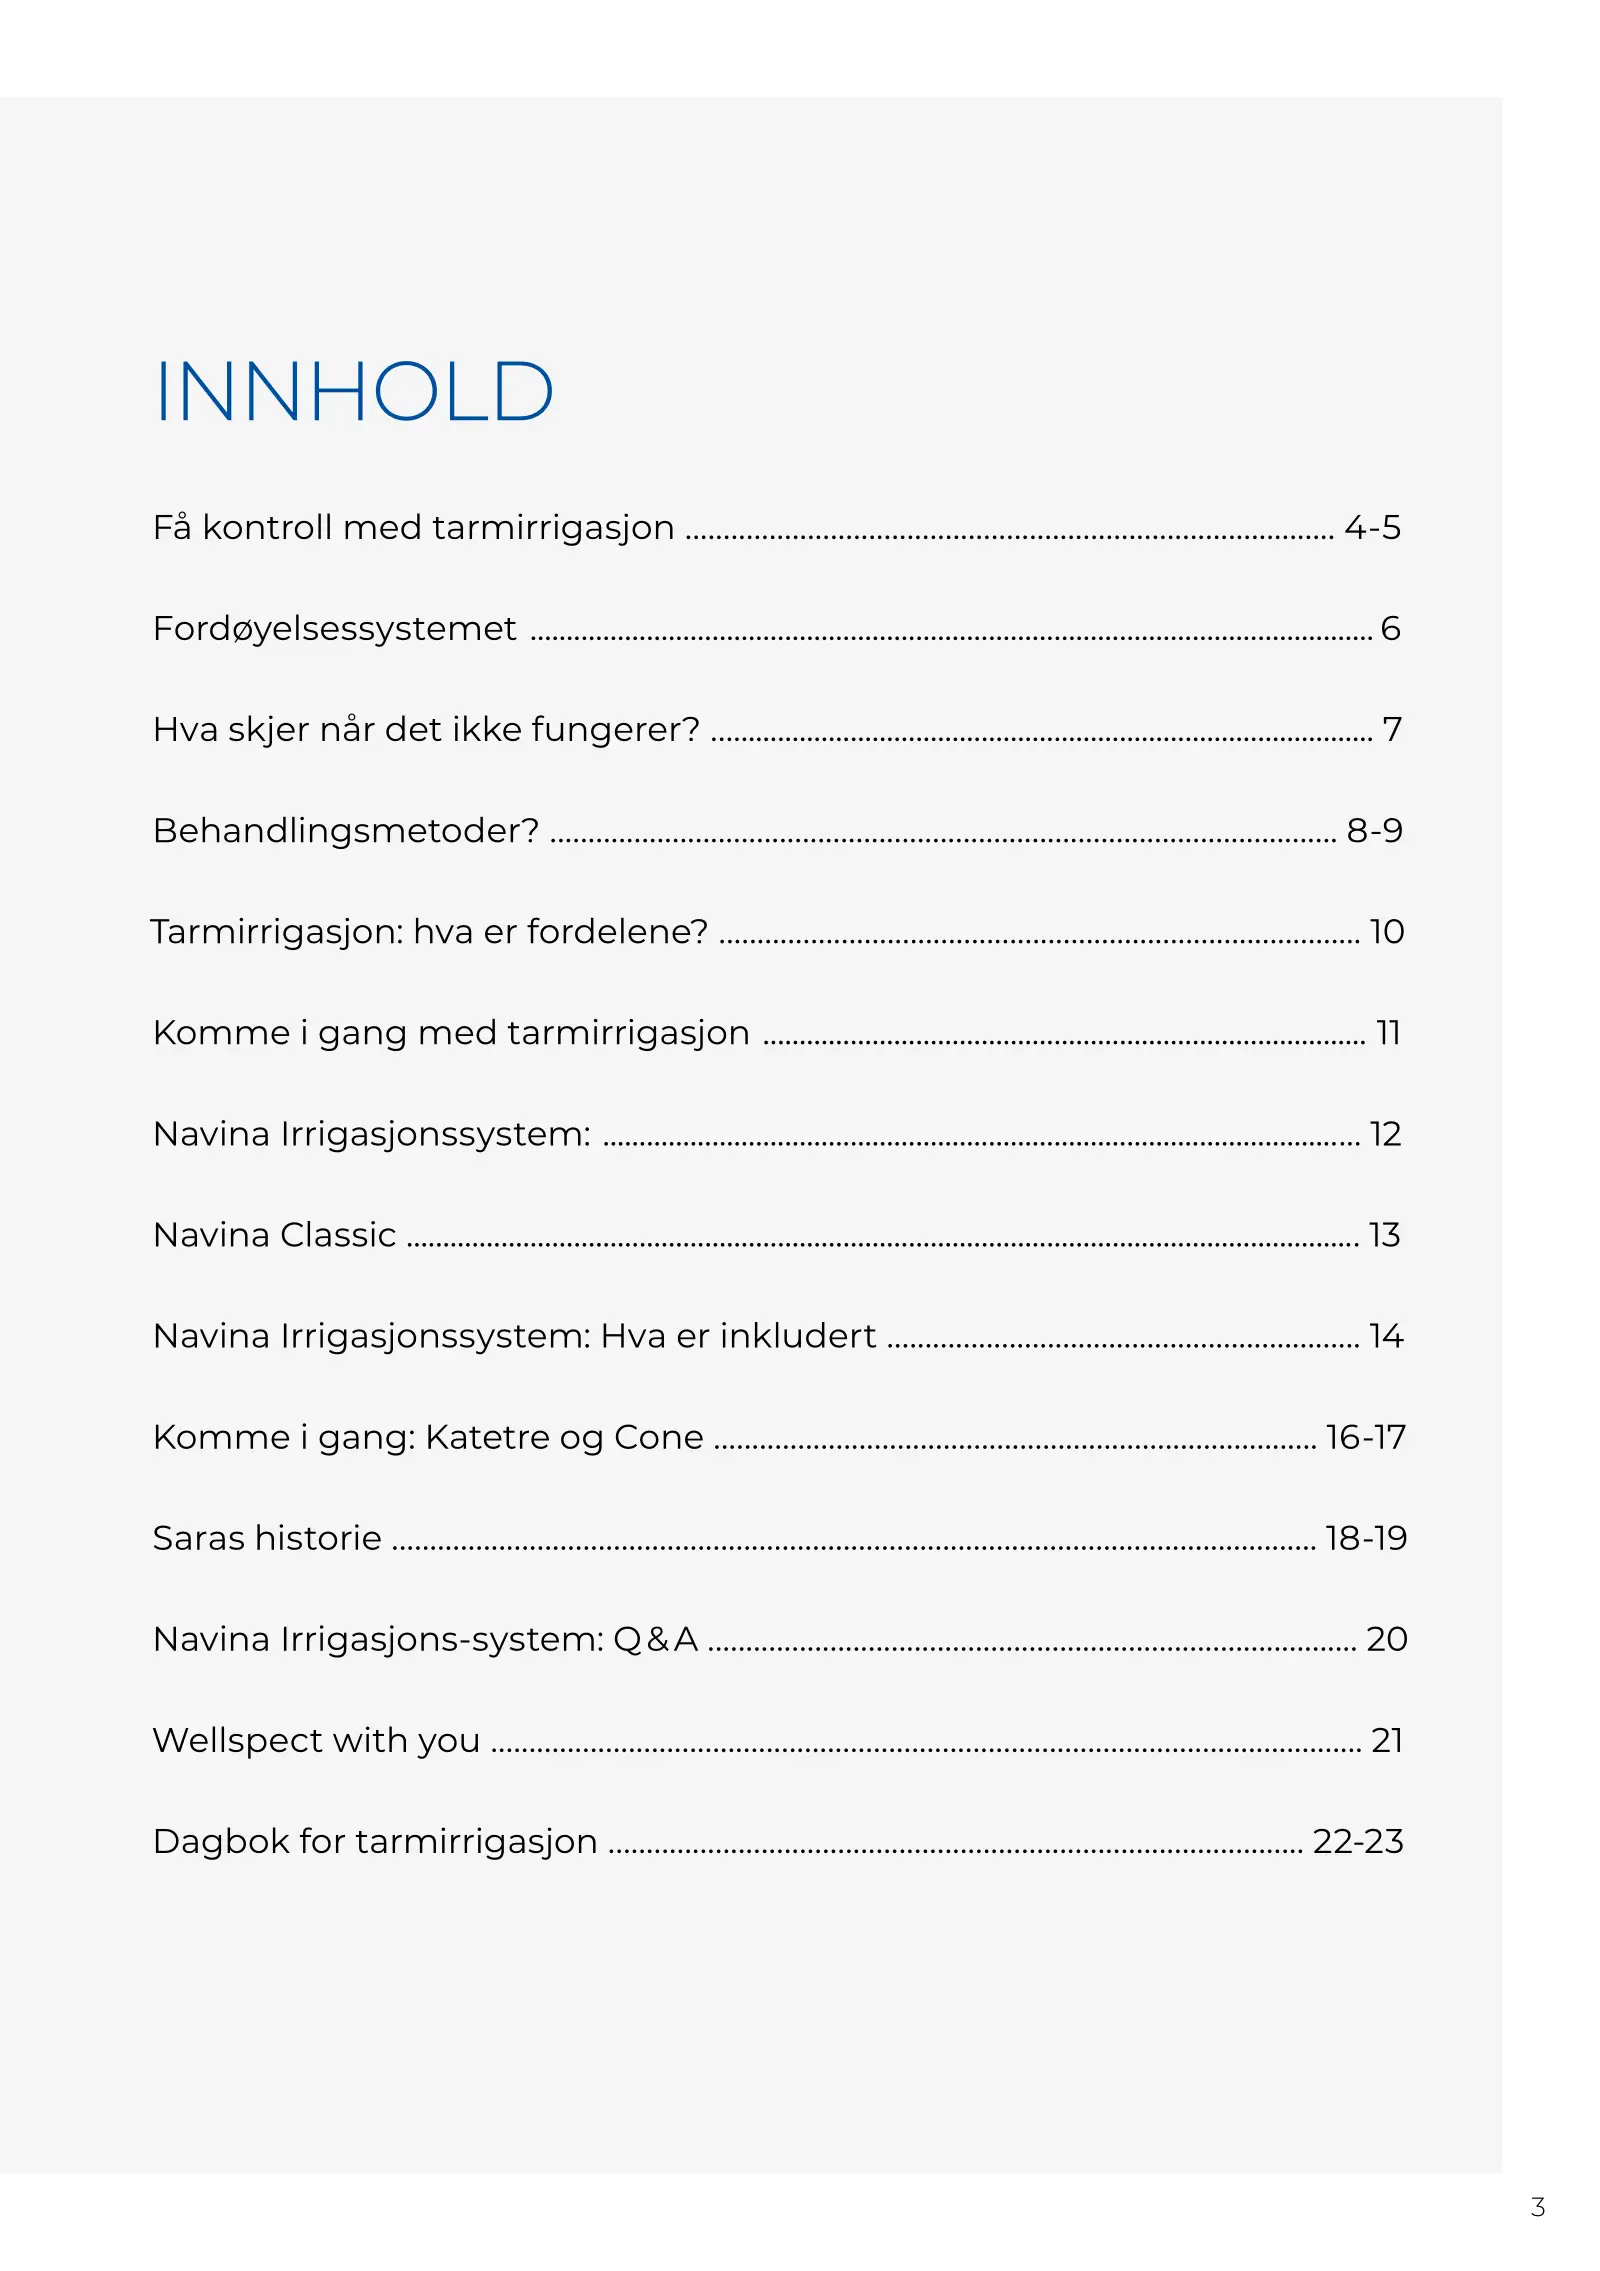 INNHOLD
Få kontroll med tarmirrigasjon ........................................................................................ 4-5
Fordøyelsessystemet ..................................................................................................................... 6
Hva skjer når det ikke fungerer? .......................................................................................... 7
Behandlingsmetoder? .......................................................................................................... 8-9
Tarmirrigasjon: hva er fordelene? ...................................................................................... 10
Komme i gang med tarmirrigasjon .................................................................................. 11
Navina Irrigasjonssystem: ....................................................................................................... 12
Navina Classic ................................................................................................................................... 13
Navina Irrigasjonssystem: Hva er inkludert ............................................................... 14
Komme i gang: Katetre og Cone ................................................................................. 16-17
Saras historie ............................................................................................................................. 18-19
Navina Irrigasjons-system: Q & A ....................................................................................... 20
Wellspect with you ..................................................................................................................... 21
Dagbok for tarmirrigasjon ............................................................................................. 22-23
3